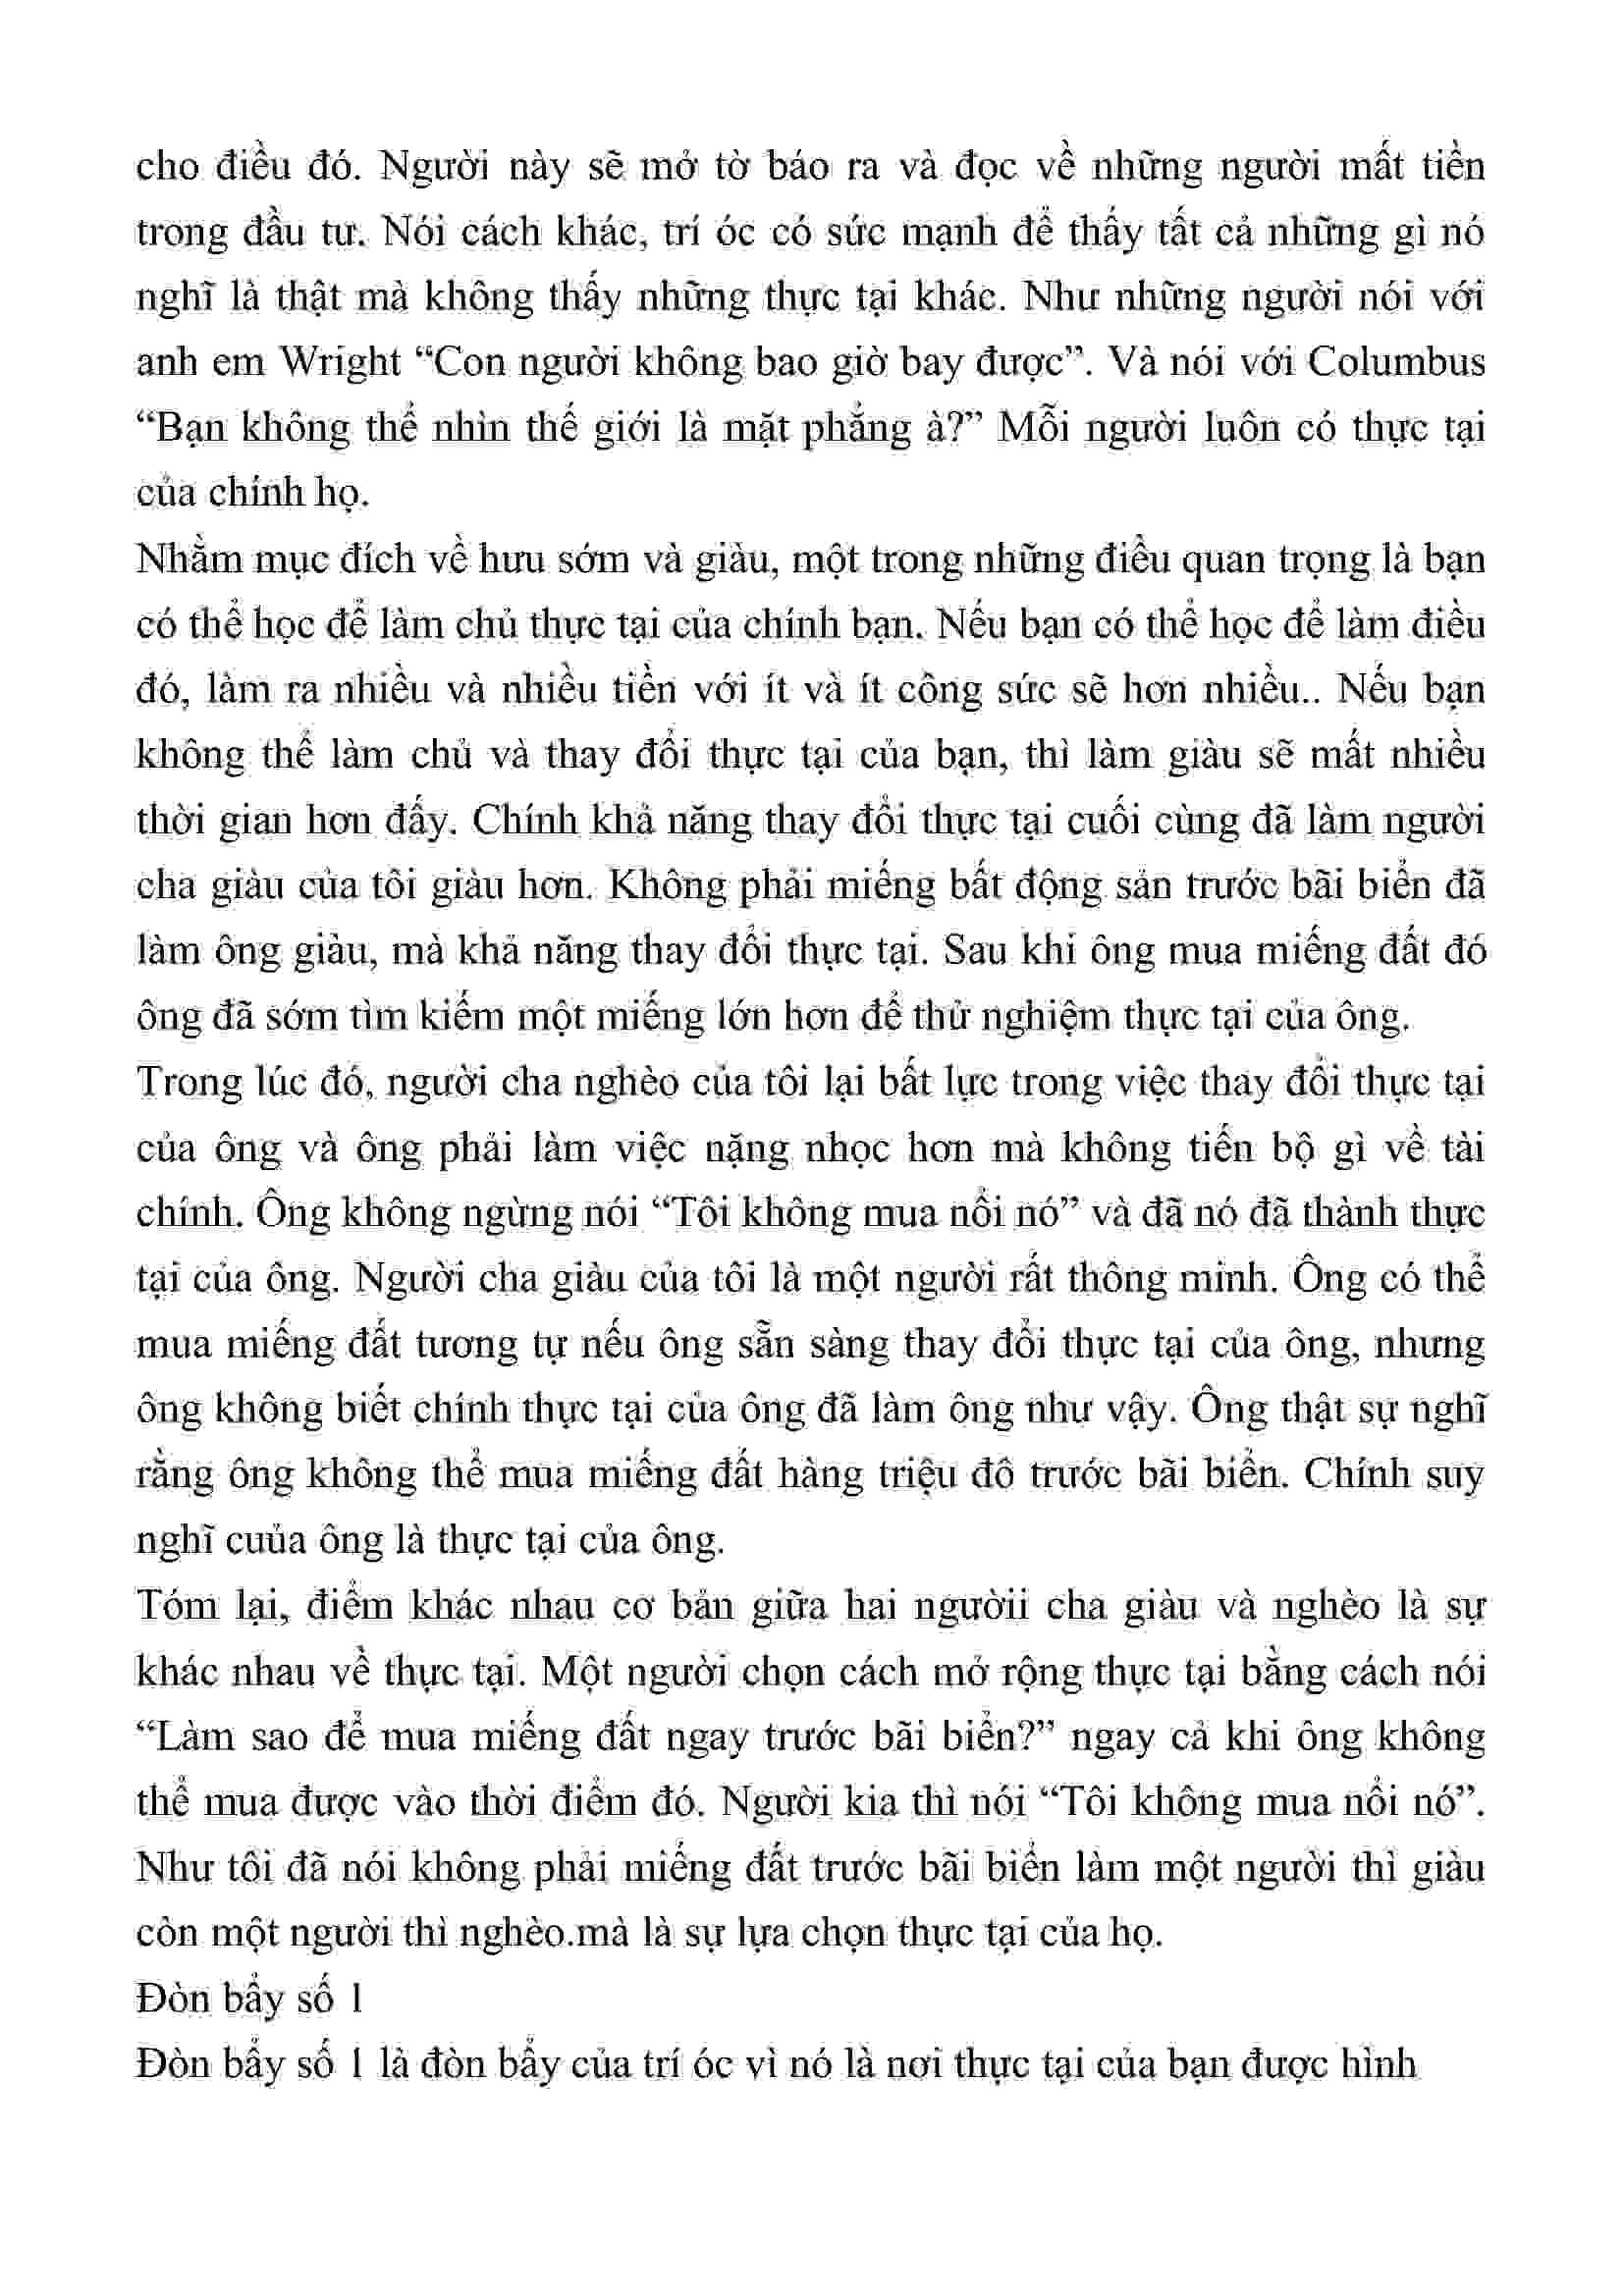 cho điều đó. Người này sẽ mở tờ báo ra và đọc về những người mất tiền
trong đầu tư. Nói cách khác, trí óc có sức mạnh để thấy tất cả những gì nó
nghĩ là thật mà không thấy những thực tại khác. Như những người nói với
anh em Wright “Con người không bao giờ bay được”. Và nói với Columbus
“Bạn không thể nhìn thế giới là mặt phẳng à?” Mỗi người luôn có thực tại
của chính họ.
Nhằm mục đích về hưu sớm và giàu, một trong những điều quan trọng là bạn
có thể học để làm chủ thực tại của chính bạn. Nếu bạn có thể học để làm điều
đó, làm ra nhiều và nhiều tiền với ít và ít công sức sẽ hơn nhiều.. Nếu bạn
không thể làm chủ và thay đổi thực tại của bạn, thì làm giàu sẽ mất nhiều
thời gian hơn đấy. Chính khả năng thay đổi thực tại cuối cùng đã làm người
cha giàu của tôi giàu hơn. Không phải miếng bất động sản trước bãi biển đã
làm ông giàu, mà khả năng thay đổi thực tại. Sau khi ông mua miếng đất đó
ông đã sớm tìm kiếm một miếng lớn hơn để thử nghiệm thực tại của ông.
Trong lúc đó, người cha nghèo của tôi lại bất lực trong việc thay đổi thực tại
của ông và ông phải làm việc nặng nhọc hơn mà không tiến bộ gì về tài
chính. Ông không ngừng nói “Tôi không mua nổi nó” và đã nó đã thành thực
tại của ông. Người cha giàu của tôi là một người rất thông minh. Ông có thể
mua miếng đất tương tự nếu ông sẵn sàng thay đổi thực tại của ông, nhưng
ông không biết chính thực tại của ông đã làm ông như vậy. Ông thật sự nghĩ
rằng ông không thể mua miếng đất hàng triệu đô trước bãi biển. Chính suy
nghĩ cuủa ông là thực tại của ông.
Tóm lại, điểm khác nhau cơ bản giữa hai ngườii cha giàu và nghèo là sự
khác nhau về thực tại. Một người chọn cách mở rộng thực tại bằng cách nói
“Làm sao để mua miếng đất ngay trước bãi biển?” ngay cả khi ông không
thể mua được vào thời điểm đó. Người kia thì nói “Tôi không mua nổi nó”.
Như tôi đã nói không phải miếng đất trước bãi biển làm một người thì giàu
còn một người thì nghèo.mà là sự lựa chọn thực tại của họ.
Đòn bẩy số 1
Đòn bẩy số 1 là đòn bẩy của trí óc vì nó là nơi thực tại của bạn được hình